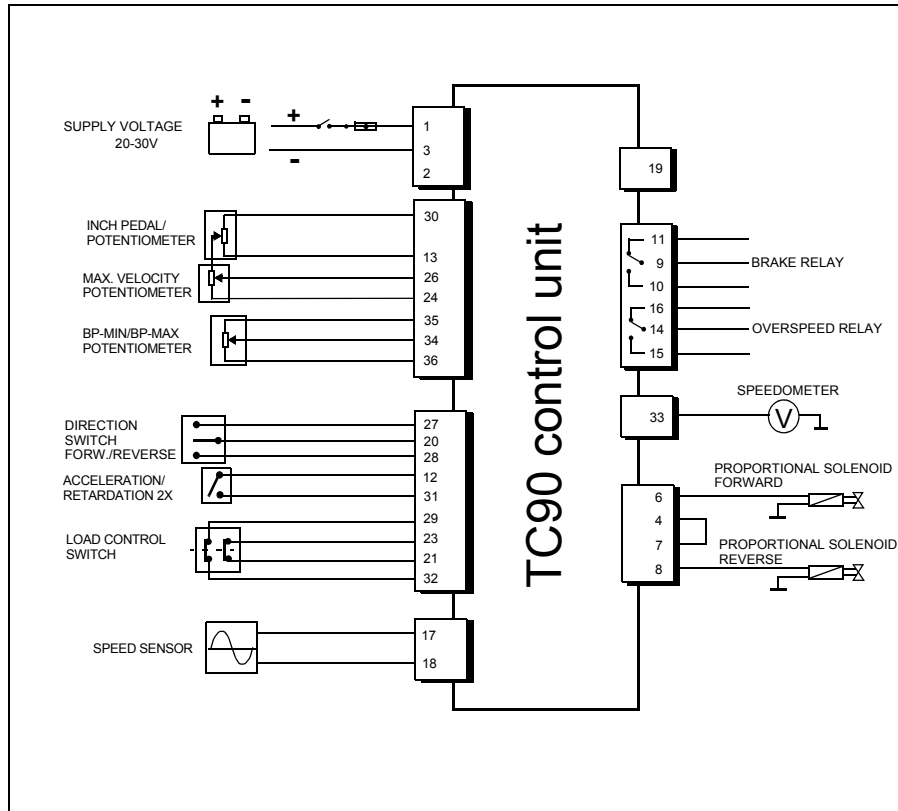 + -
+
SUPPLY VOLTAGE
20-30V
-
1
3
2
INCH PEDAL/
POTENTIOMETER
MAX. VELOCITY
POTENTIOMETER
BP-MIN/BP-MAX
POTENTIOMETER
30
13
26
24
35
34
36
DIRECTION
SWITCH
FORW./REVERSE
ACCELERATION/
RETARDATION 2X
LOAD CONTROL
SWITCH
27
20
28
12
31
29
23
21
32
SPEED SENSOR
17
18
TC90 control unit
19
11
9
10
16
14
15
BRAKE RELAY
OVERSPEED RELAY
SPEEDOMETER
33
V
PROPORTIONAL SOLENOID
FORWARD
6
4
7
8
PROPORTIONAL SOLENOID
REVERSE